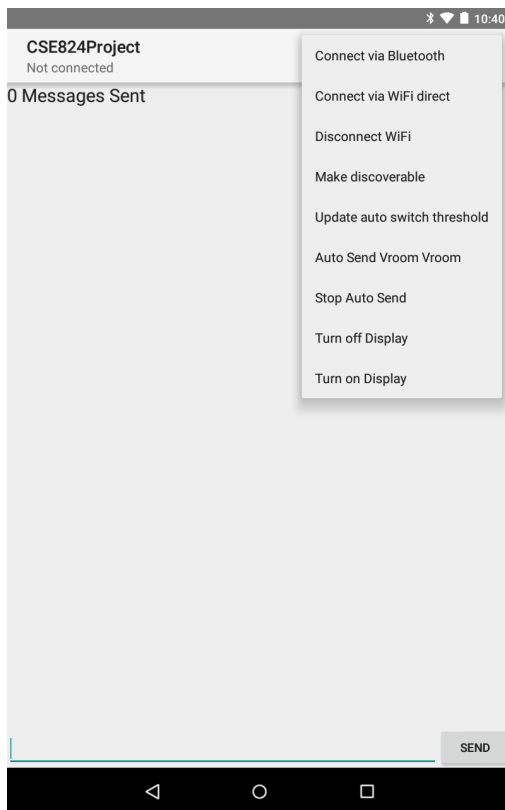 10:40
CSE824Project
Not connected
0 Messages Sent
Connect via Bluetooth
Connect via WiFi direct
Disconnect WiFi
Make discoverable
Update auto switch threshold
Auto Send Vroom Vroom
Stop Auto Send
Turn off Display
Turn on Display
SEND